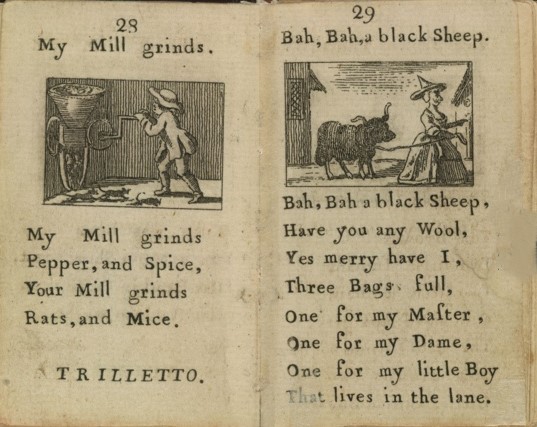 28
My Mill grinds.
My Mill grinds
Pepper, and Spice,
Your Mill grinds
Rats, and Mice.
TRILLETTO.
29
Bah, Bah, a black Sheep.
Bah, Bah a black Sheep,
Have you any Wool,
Yes merry have I,
Three Bags full,
One for my Maſter,
One for my Dame,
One for my little Boy
That lives in the lane.